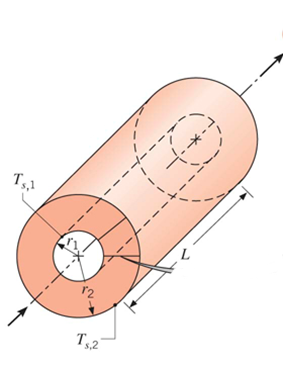 T_{s,1}
r_1
r_2
L
T_{s,2}